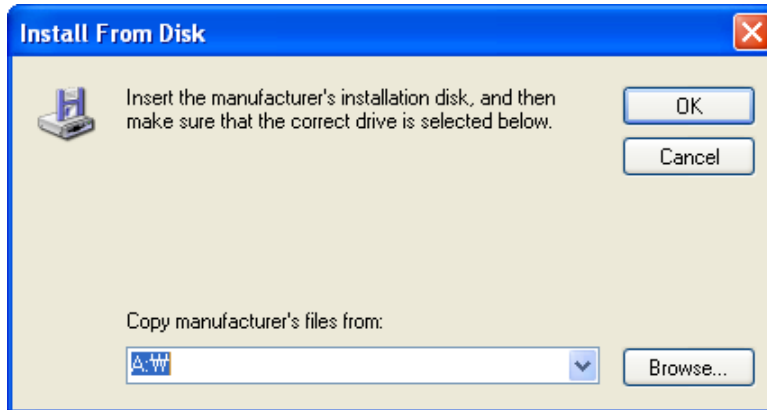 Install From Disk
Insert the manufacturer's installation disk, and then
make sure that the correct drive is selected below.
OK
Cancel
Copy manufacturer's files from:
A:₩
Browse...